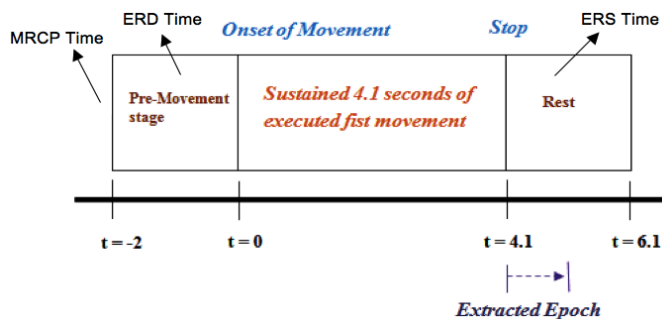 MRCP Time
ERD Time
Onset of Movement
Stop
ERS Time
Pre-Movement
stage
Sustained 4.1 seconds of
executed fist movement
Rest
t = -2
t = 0
t = 4.1
t = 6.1
Extracted Epoch